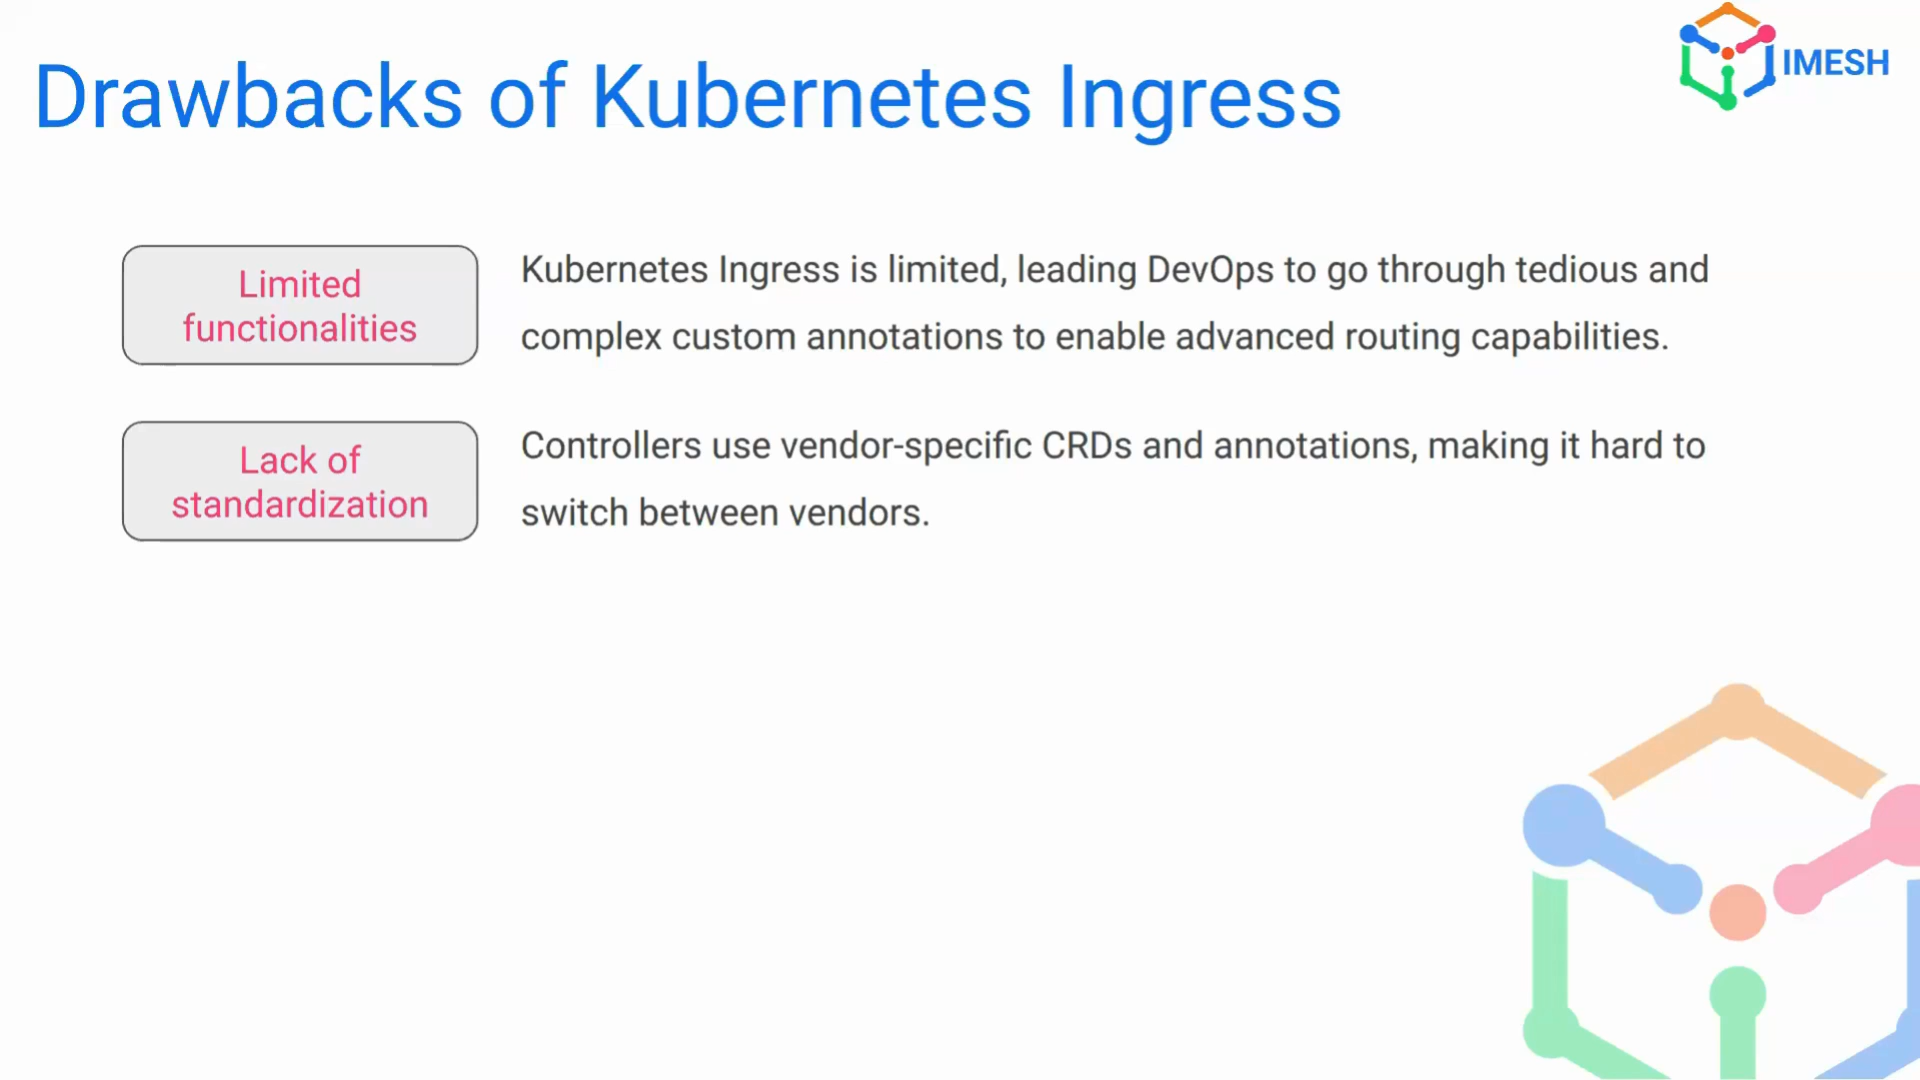 Drawbacks of Kubernetes Ingress
IMESH
Limited
functionalities
Kubernetes Ingress is limited, leading DevOps to go through tedious and
complex custom annotations to enable advanced routing capabilities.
Lack of
standardization
Controllers use vendor-specific CRDs and annotations, making it hard to
switch between vendors.